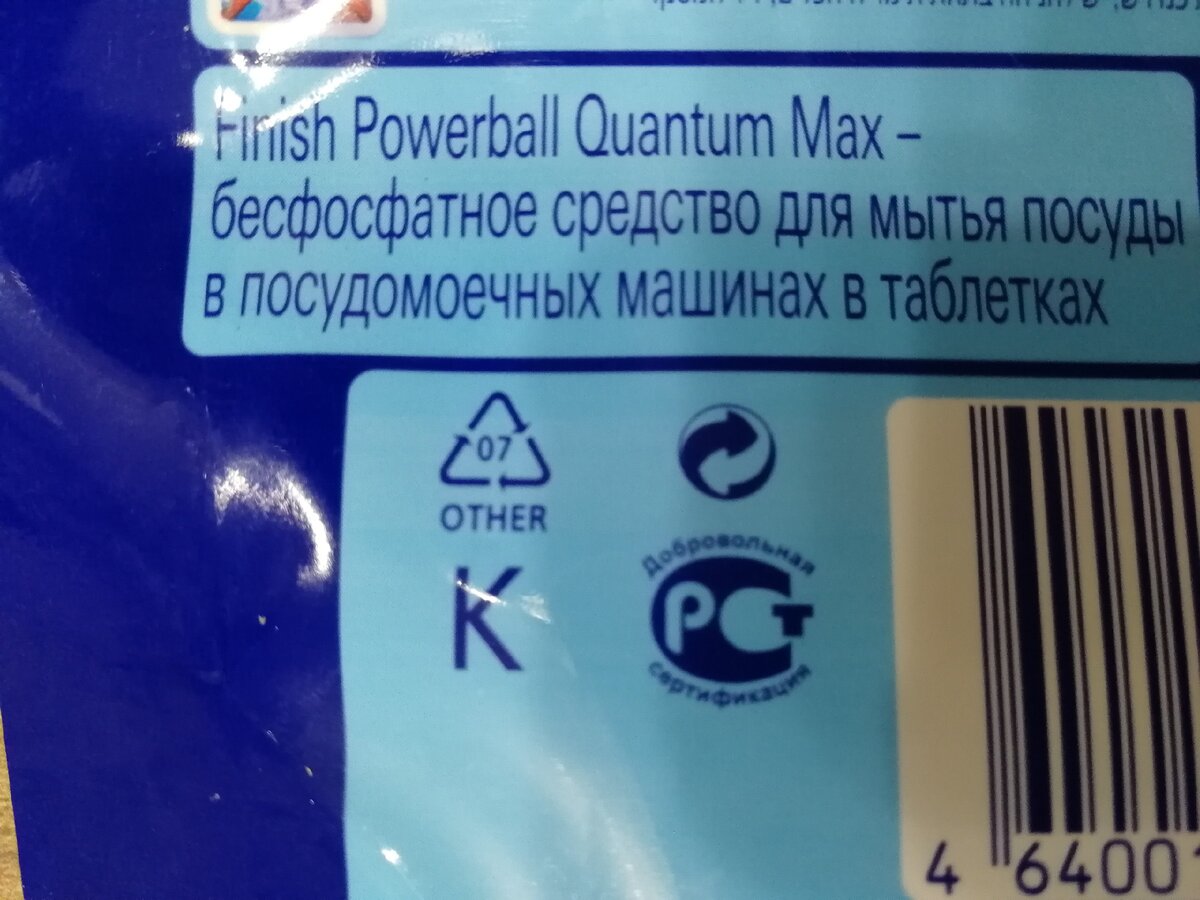 Finish Powerball Quantum Max –
бесфосфатное средство для мытья посуды
в посудомоечных машинах в таблетках
07
OTHER
K
Добровольная
РСТ
сертификация
4 6400